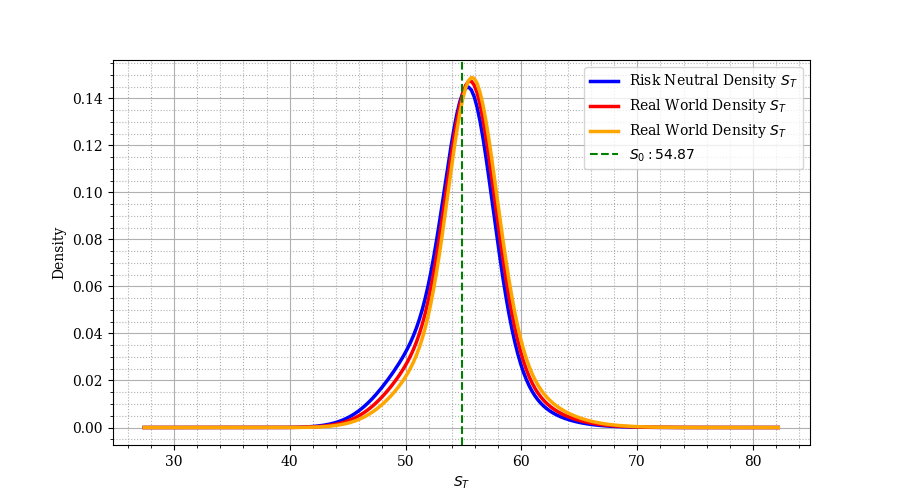 Risk Neutral Density S_T
Real World Density S_T
Real World Density S_T
S_0 : 54.87
Density
0.14
0.12
0.10
0.08
0.06
0.04
0.02
0.00
30 40 50 60 70 80
S_T